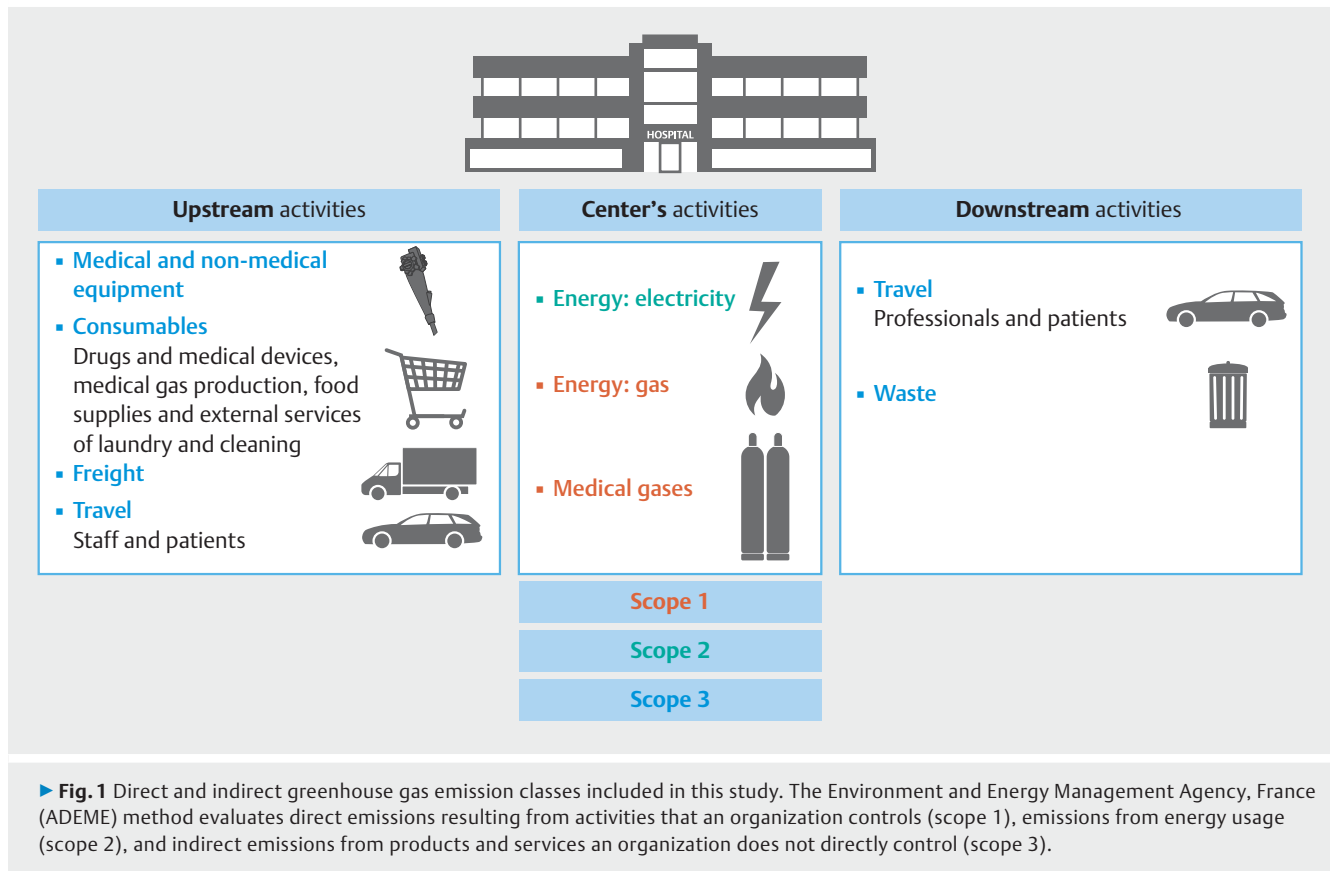 HOSPITAL
Upstream activities
▪ Medical and non-medical
equipment
▪ Consumables
Drugs and medical devices,
medical gas production, food
supplies and external services
of laundry and cleaning
▪ Freight
▪ Travel
Staff and patients
Center's activities
▪ Energy: electricity
▪ Energy: gas
▪ Medical gases
Downstream activities
▪ Travel
Professionals and patients
▪ Waste
Scope 1
Scope 2
Scope 3
▶ Fig. 1 Direct and indirect greenhouse gas emission classes included in this study. The Environment and Energy Management Agency, France
(ADEME) method evaluates direct emissions resulting from activities that an organization controls (scope 1), emissions from energy usage
(scope 2), and indirect emissions from products and services an organization does not directly control (scope 3).